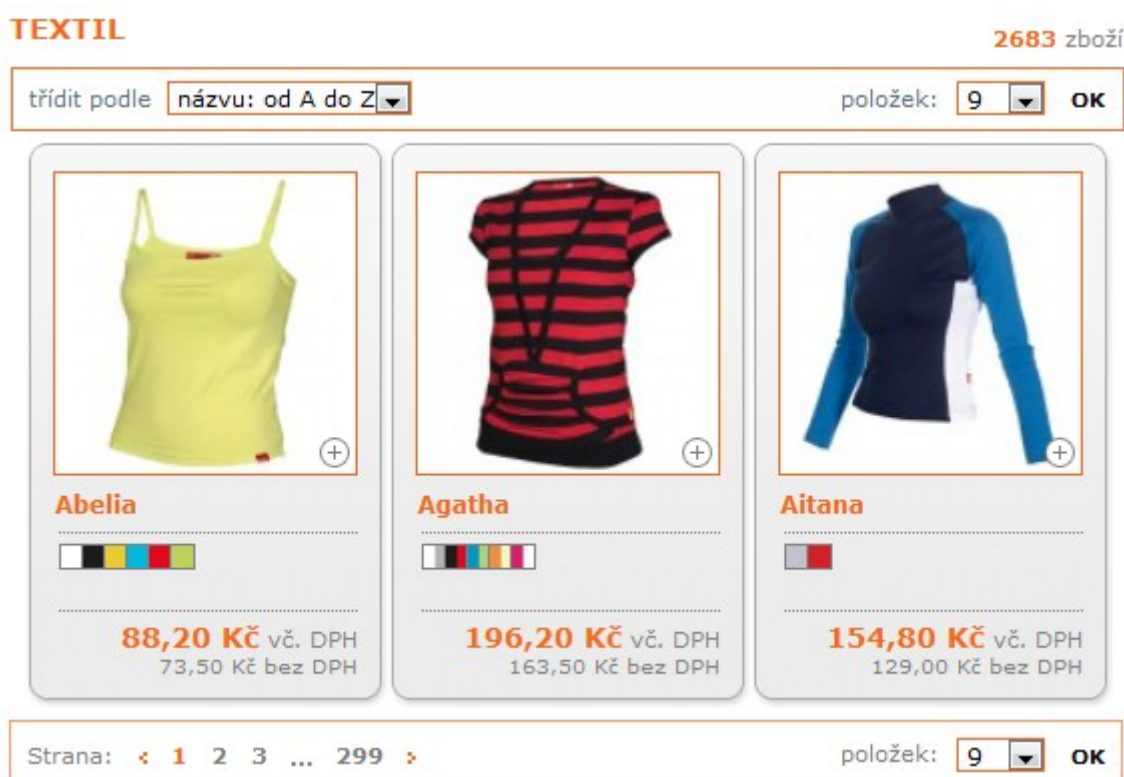 TEXTIL
2683 zboží
třídit podle názvu: od A do Z položek: 9 OK
Abelia Agatha Aitana
88,20 Kč vč. DPH 196,20 Kč vč. DPH 154,80 Kč vč. DPH
73,50 Kč bez DPH 163,50 Kč bez DPH 129,00 Kč bez DPH
Strana: ‹ 1 2 3 ... 299 › položek: 9 OK